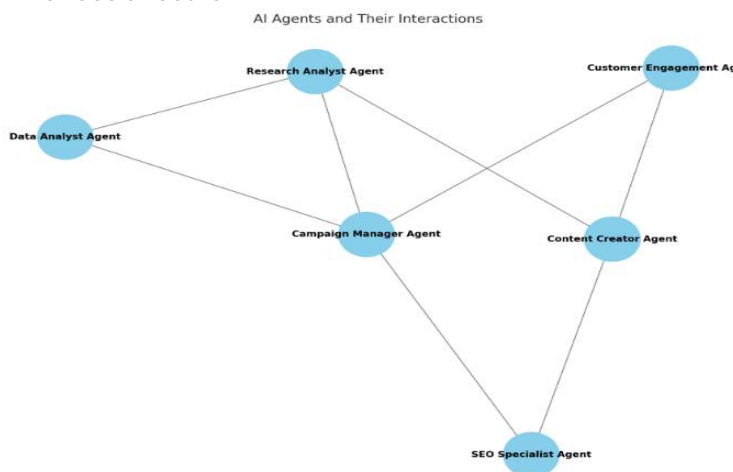 AI Agents and Their Interactions
Research Analyst Agent
Customer Engagement Ag
Data Analyst Agent
Campaign Manager Agent
Content Creator Agent
SEO Specialist Agent